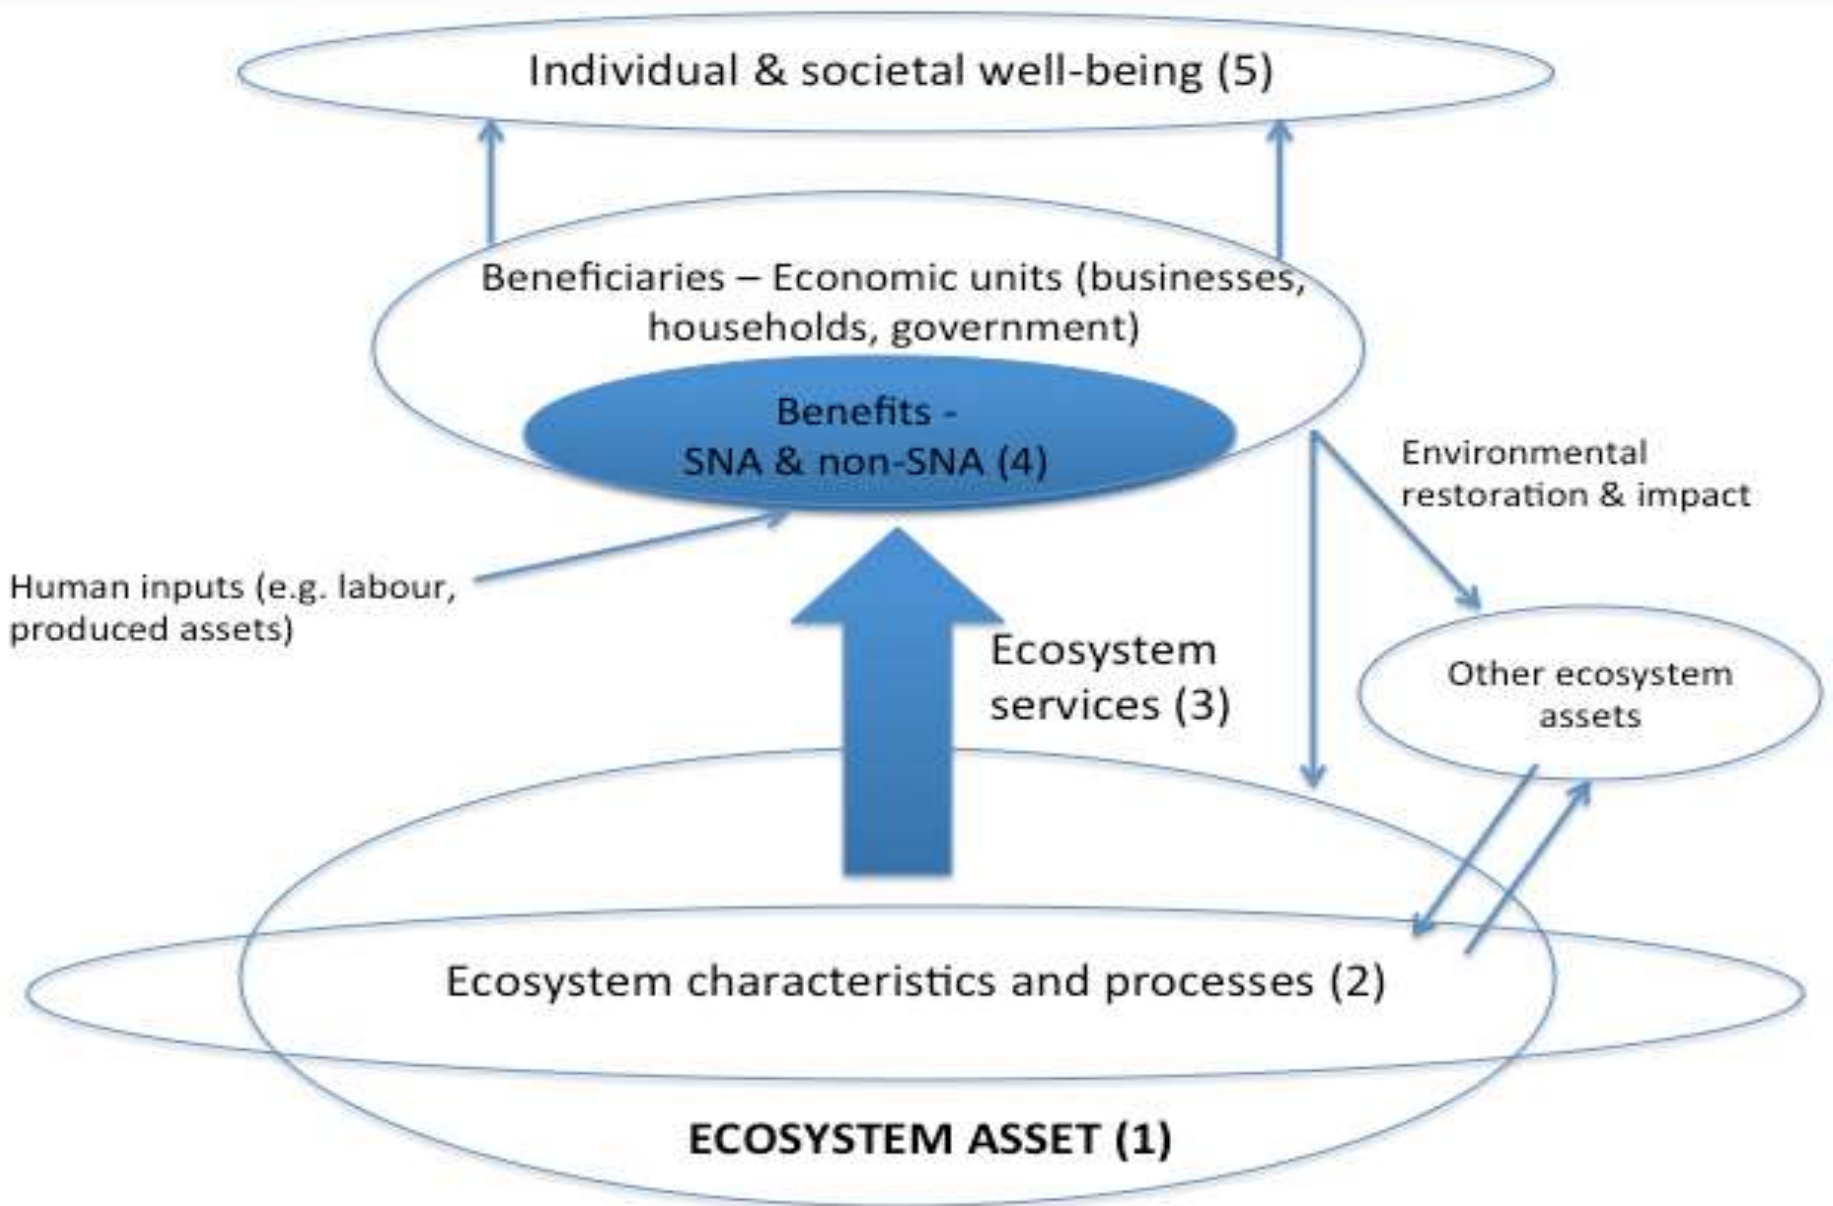 Individual & societal well-being (5)
Beneficiaries – Economic units (businesses,
households, government)
Benefits -
SNA & non-SNA (4)
Environmental
restoration & impact
Human inputs (e.g. labour,
produced assets)
Ecosystem
services (3)
Other ecosystem
assets
Ecosystem characteristics and processes (2)
ECOSYSTEM ASSET (1)